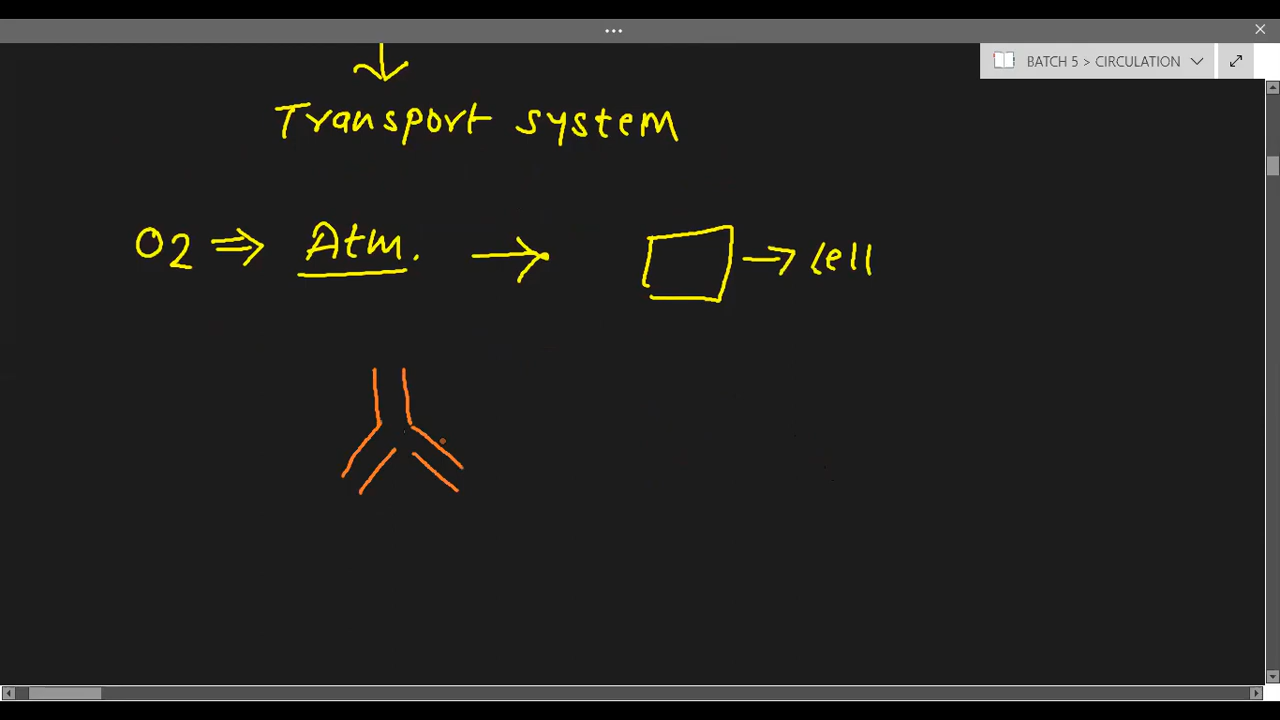 BATCH 5 > CIRCULATION
Transport system
O2 ⇒ Atm. → → cell